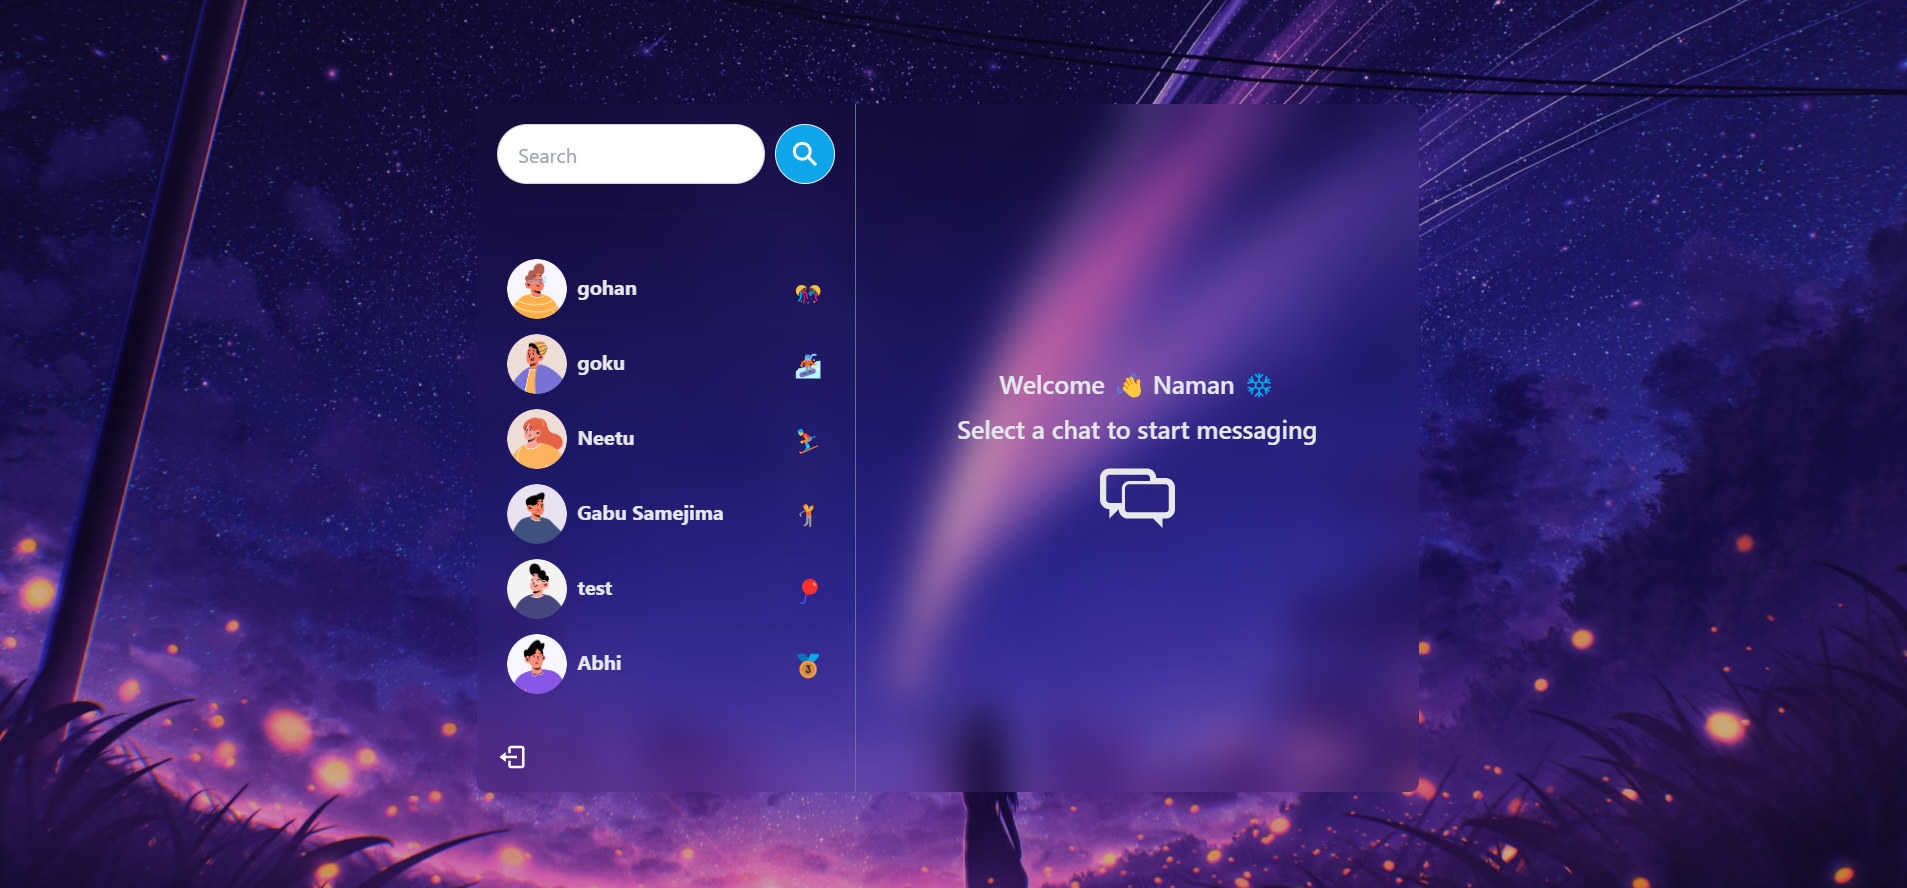 Search
gohan
goku
Neetu
Gabu Samejima
test
Abhi
Welcome 👋 Naman ❄️
Select a chat to start messaging